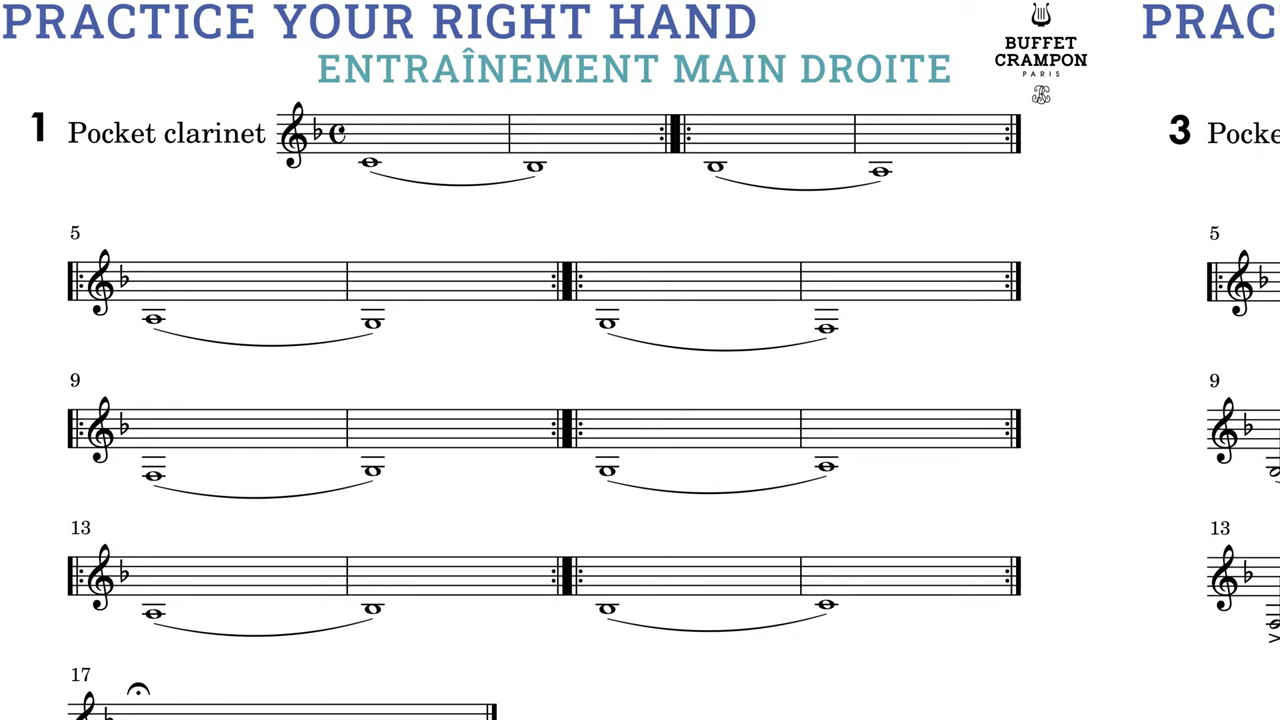 PRACTICE YOUR RIGHT HAND
ENTRAÎNEMENT MAIN DROITE
BUFFET
CRAMPON
PARIS
1 Pocket clarinet
5
9
13
17
PRAC
3 Pocke
5
9
13